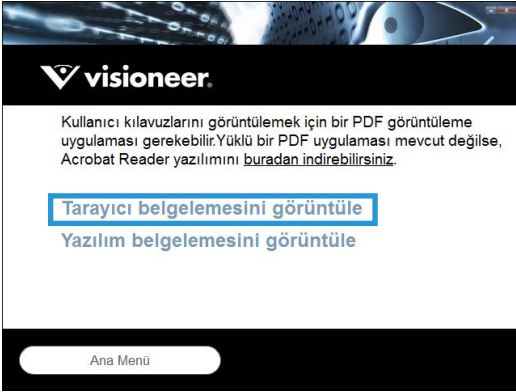 visioneer®
Kullanıcı kılavuzlarını görüntülemek için bir PDF görüntüleme
uygulaması gerekebilir.Yüklü bir PDF uygulaması mevcut değilse,
Acrobat Reader yazılımını buradan indirebilirsiniz.
Tarayıcı belgelemesini görüntüle
Yazılım belgelemesini görüntüle
Ana Menü